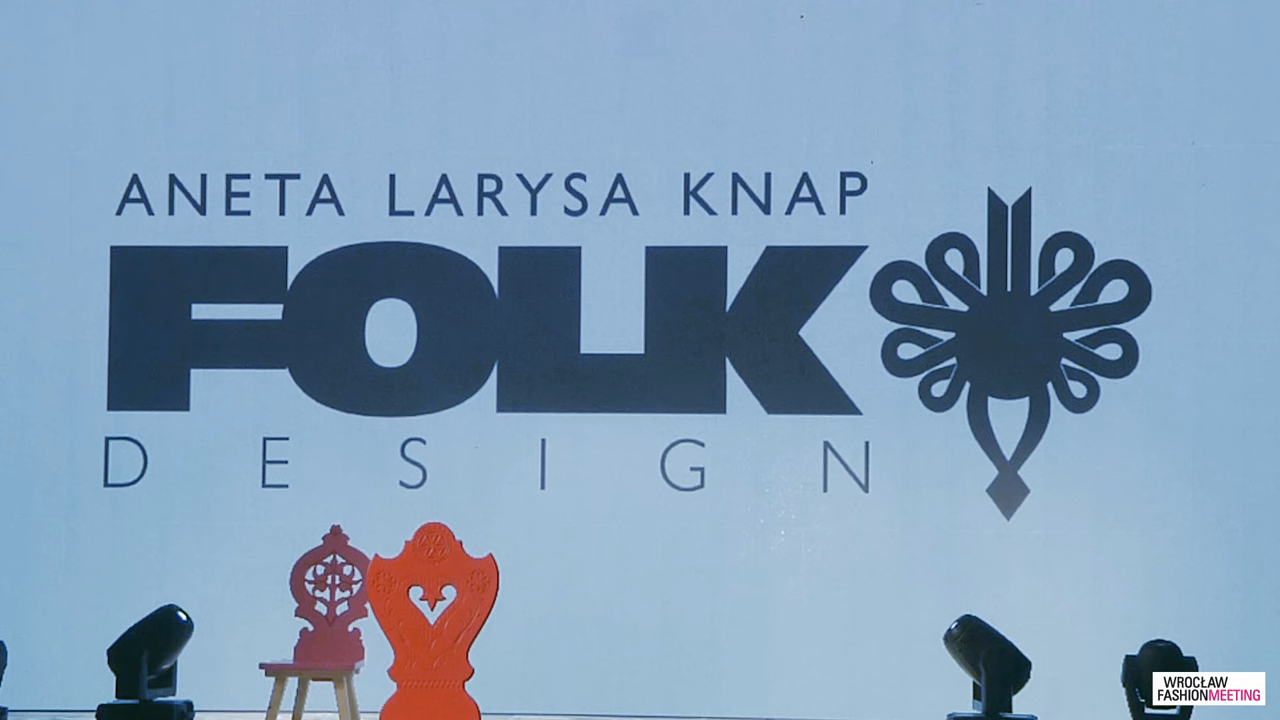 ANETA LARYSA KNAP
FOLK
DESIGN
WROCŁAW
FASHIONMEETING